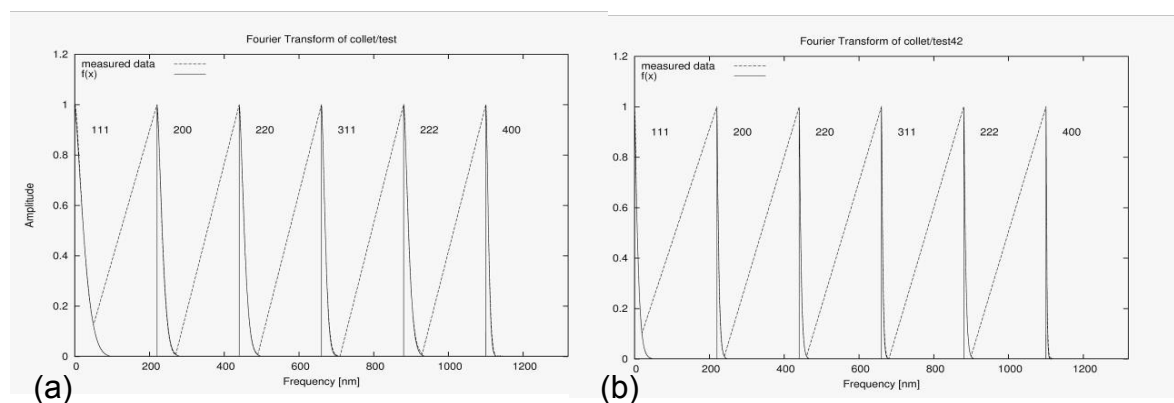 Fourier Transform of collet/test
1.2
measured data
f(x)
1
111 200 220 311 222 400
0.8
Amplitude
0.6
0.4
0.2
0
0 200 400 600 800 1000 1200
Frequency [nm]
(a)
Fourier Transform of collet/test42
1.2
measured data
f(x)
1
111 200 220 311 222 400
0.8
0.6
0.4
0.2
0
0 200 400 600 800 1000 1200
Frequency [nm]
(b)